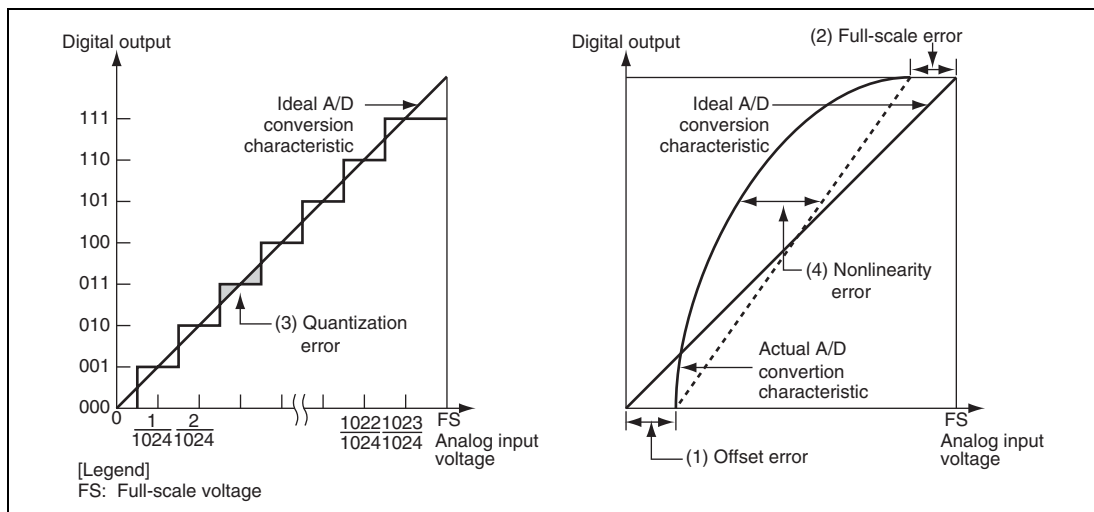 Digital output
111
110
101
100
011
010
001
000
0
Ideal A/D
conversion
characteristic
(3) Quantization
error
1
1024
2
1024
1022
1024
1023
1024
FS
Analog input
voltage
[Legend]
FS: Full-scale voltage
Digital output
(2) Full-scale error
Ideal A/D
conversion
characteristic
(4) Nonlinearity
error
Actual A/D
convertion
characteristic
FS
Analog input
voltage
(1) Offset error